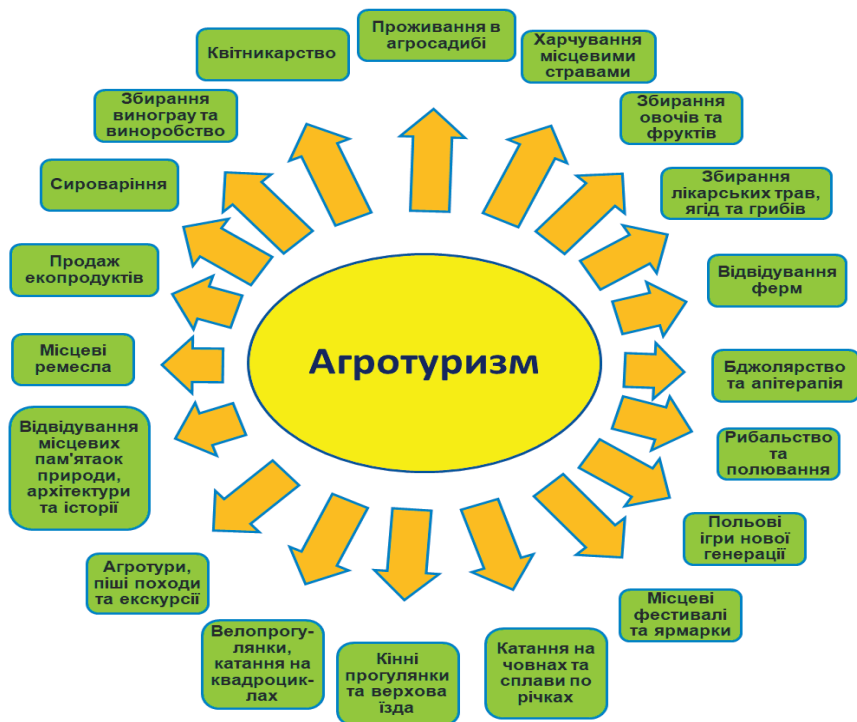 Проживання в
агросадибі
Харчування
місцевими
стравами
Збирання
овочів та
фруктів
Збирання
лікарських трав,
ягід та грибів
Відвідування
ферм
Бджолярство
та апітерапія
Рибальство
та
полювання
Польові
ігри нової
генерації
Місцеві
фестивалі
та ярмарки
Катання на
човнах та
сплави по
річках
Кінні
прогулянки
та верхова
їзда
Велопрогу-
лянки,
катання на
квадроцик-
лах
Агротури,
піші походи
та екскурсії
Відвідування
місцевих
пам'ятаок
природи,
архітектури
та історії
Місцеві
ремесла
Продаж
екопродуктів
Сироваріння
Збирання
винограу та
виноробство
Квітникарство
Агротуризм